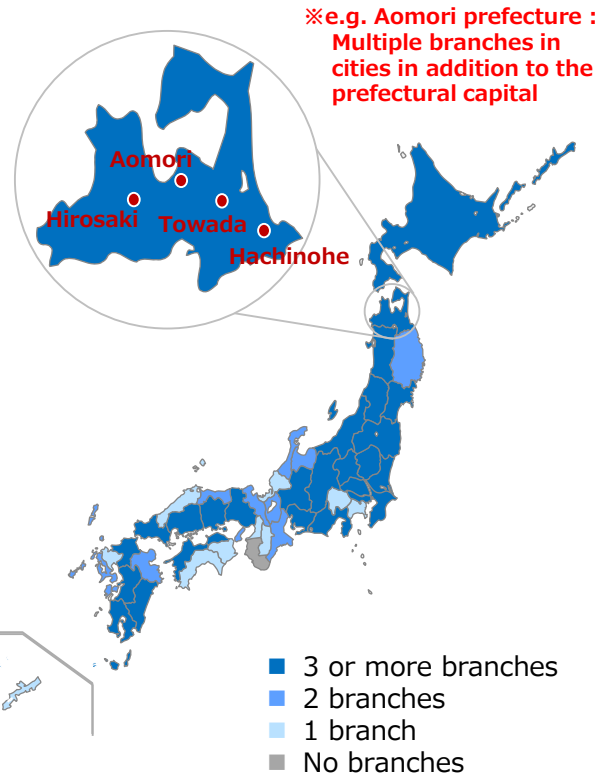 ※e.g. Aomori prefecture :
Multiple branches in
cities in addition to the
prefectural capital
Aomori
Hirosaki
Towada
Hachinohe
3 or more branches
2 branches
1 branch
No branches